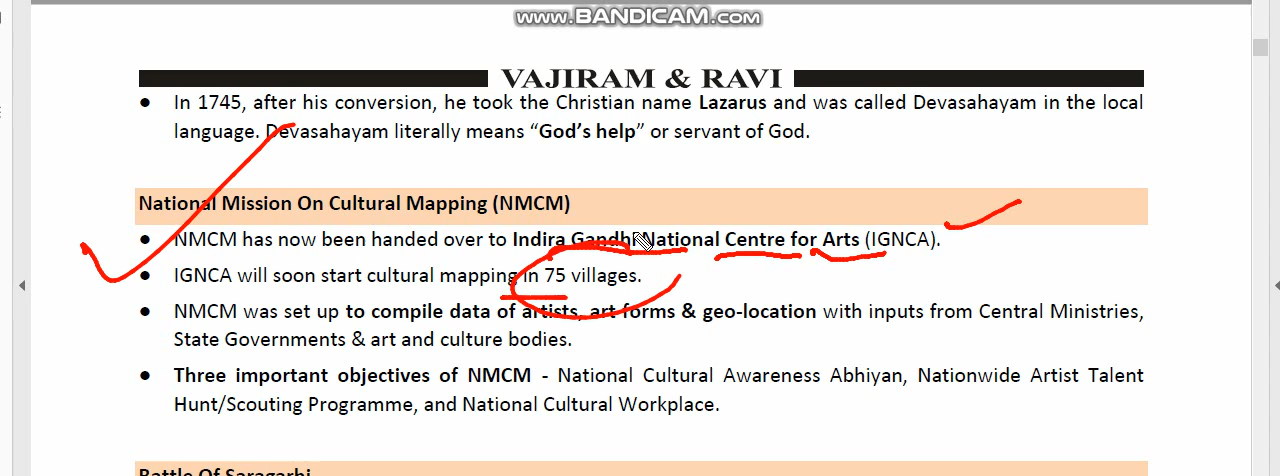 www.BANDICAM.com
VAJIRAM & RAVI
● In 1745, after his conversion, he took the Christian name Lazarus and was called Devasahayam in the local
language. Devasahayam literally means “God’s help” or servant of God.
National Mission On Cultural Mapping (NMCM)
● NMCM has now been handed over to Indira Gandhi National Centre for Arts (IGNCA).
● IGNCA will soon start cultural mapping in 75 villages.
● NMCM was set up to compile data of artists, art forms & geo-location with inputs from Central Ministries,
State Governments & art and culture bodies.
● Three important objectives of NMCM - National Cultural Awareness Abhiyan, Nationwide Artist Talent
Hunt/Scouting Programme, and National Cultural Workplace.
Battle Of Saragarhi